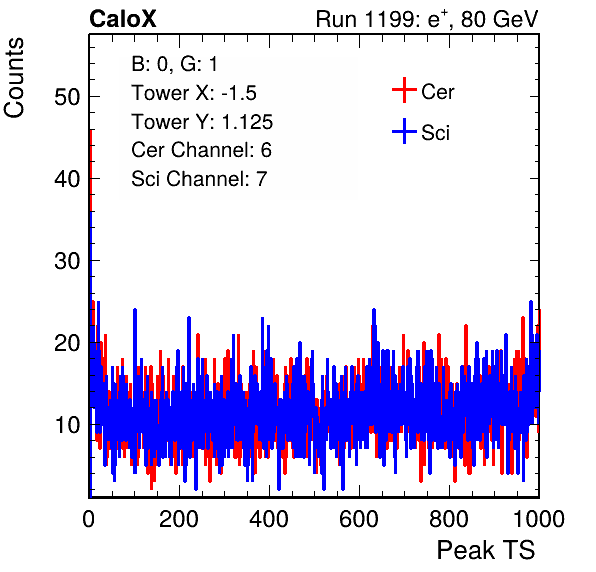 CaloX Run 1199: e⁺, 80 GeV
Counts
B: 0, G: 1
Tower X: -1.5
Tower Y: 1.125
Cer Channel: 6
Sci Channel: 7
Cer
Sci
50
40
30
20
10
0 200 400 600 800 1000
Peak TS